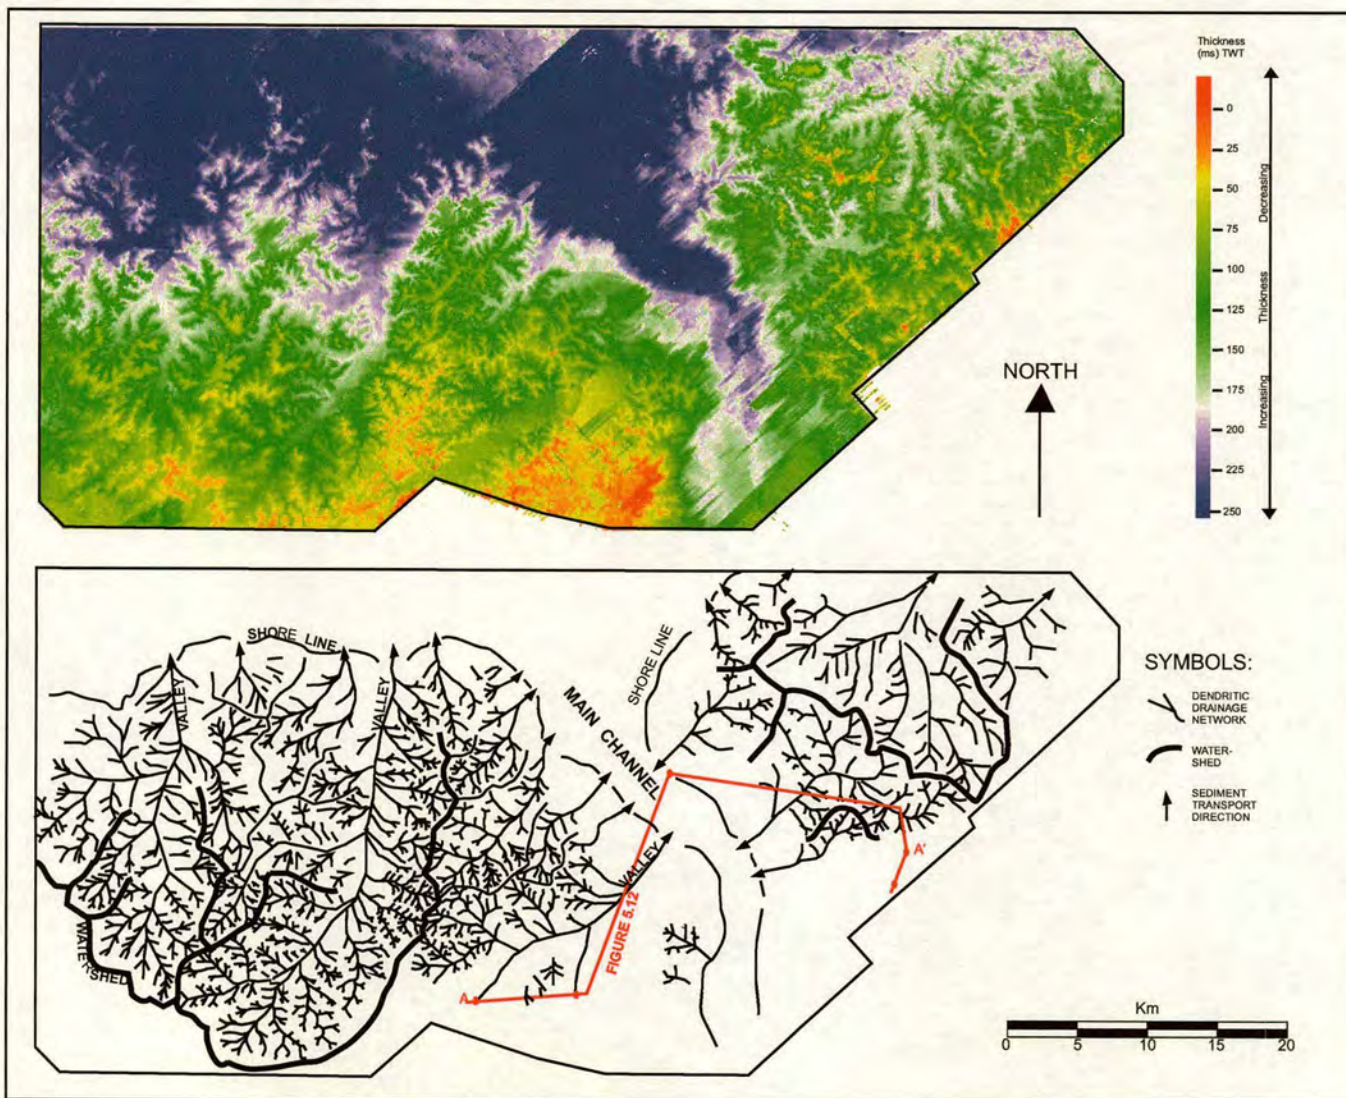 Thickness
(ms) TWT
0
25
50
75
100
125
150
175
200
225
250
Decreasing
Thickness
Increasing
NORTH
SHORE LINE
VALLEY
VALLEY
MAIN CHANNEL
SHORE LINE
VALLEY
WATERSHED
FIGURE 5.12
A
A'
SYMBOLS:
DENDRITIC
DRAINAGE
NETWORK
WATER-
SHED
SEDIMENT
TRANSPORT
DIRECTION
Km
0 5 10 15 20